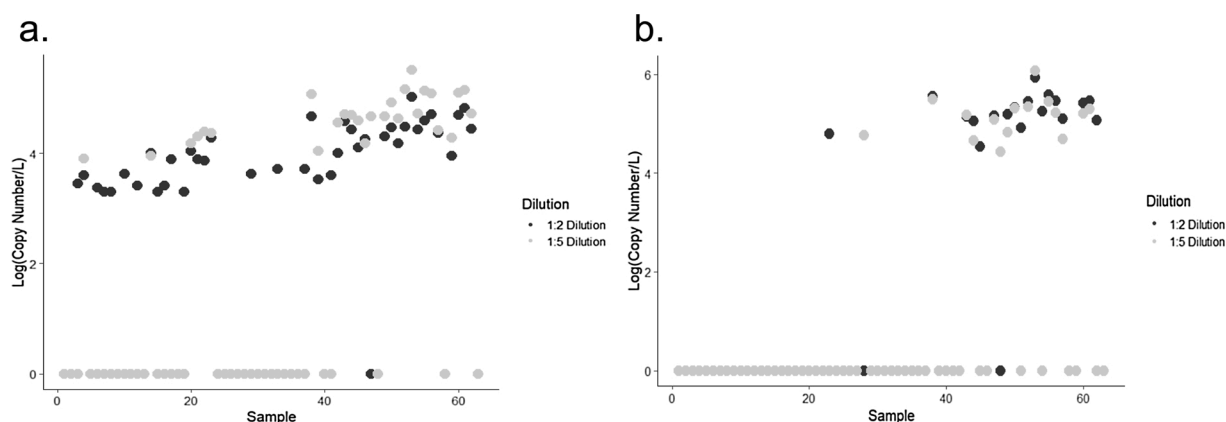 a.
Log(Copy Number/L)
4
2
0
0
20
40
60
Sample
Dilution
1:2 Dilution
1:5 Dilution
b.
Log(Copy Number/L)
6
4
2
0
0
20
40
60
Sample
Dilution
1:2 Dilution
1:5 Dilution